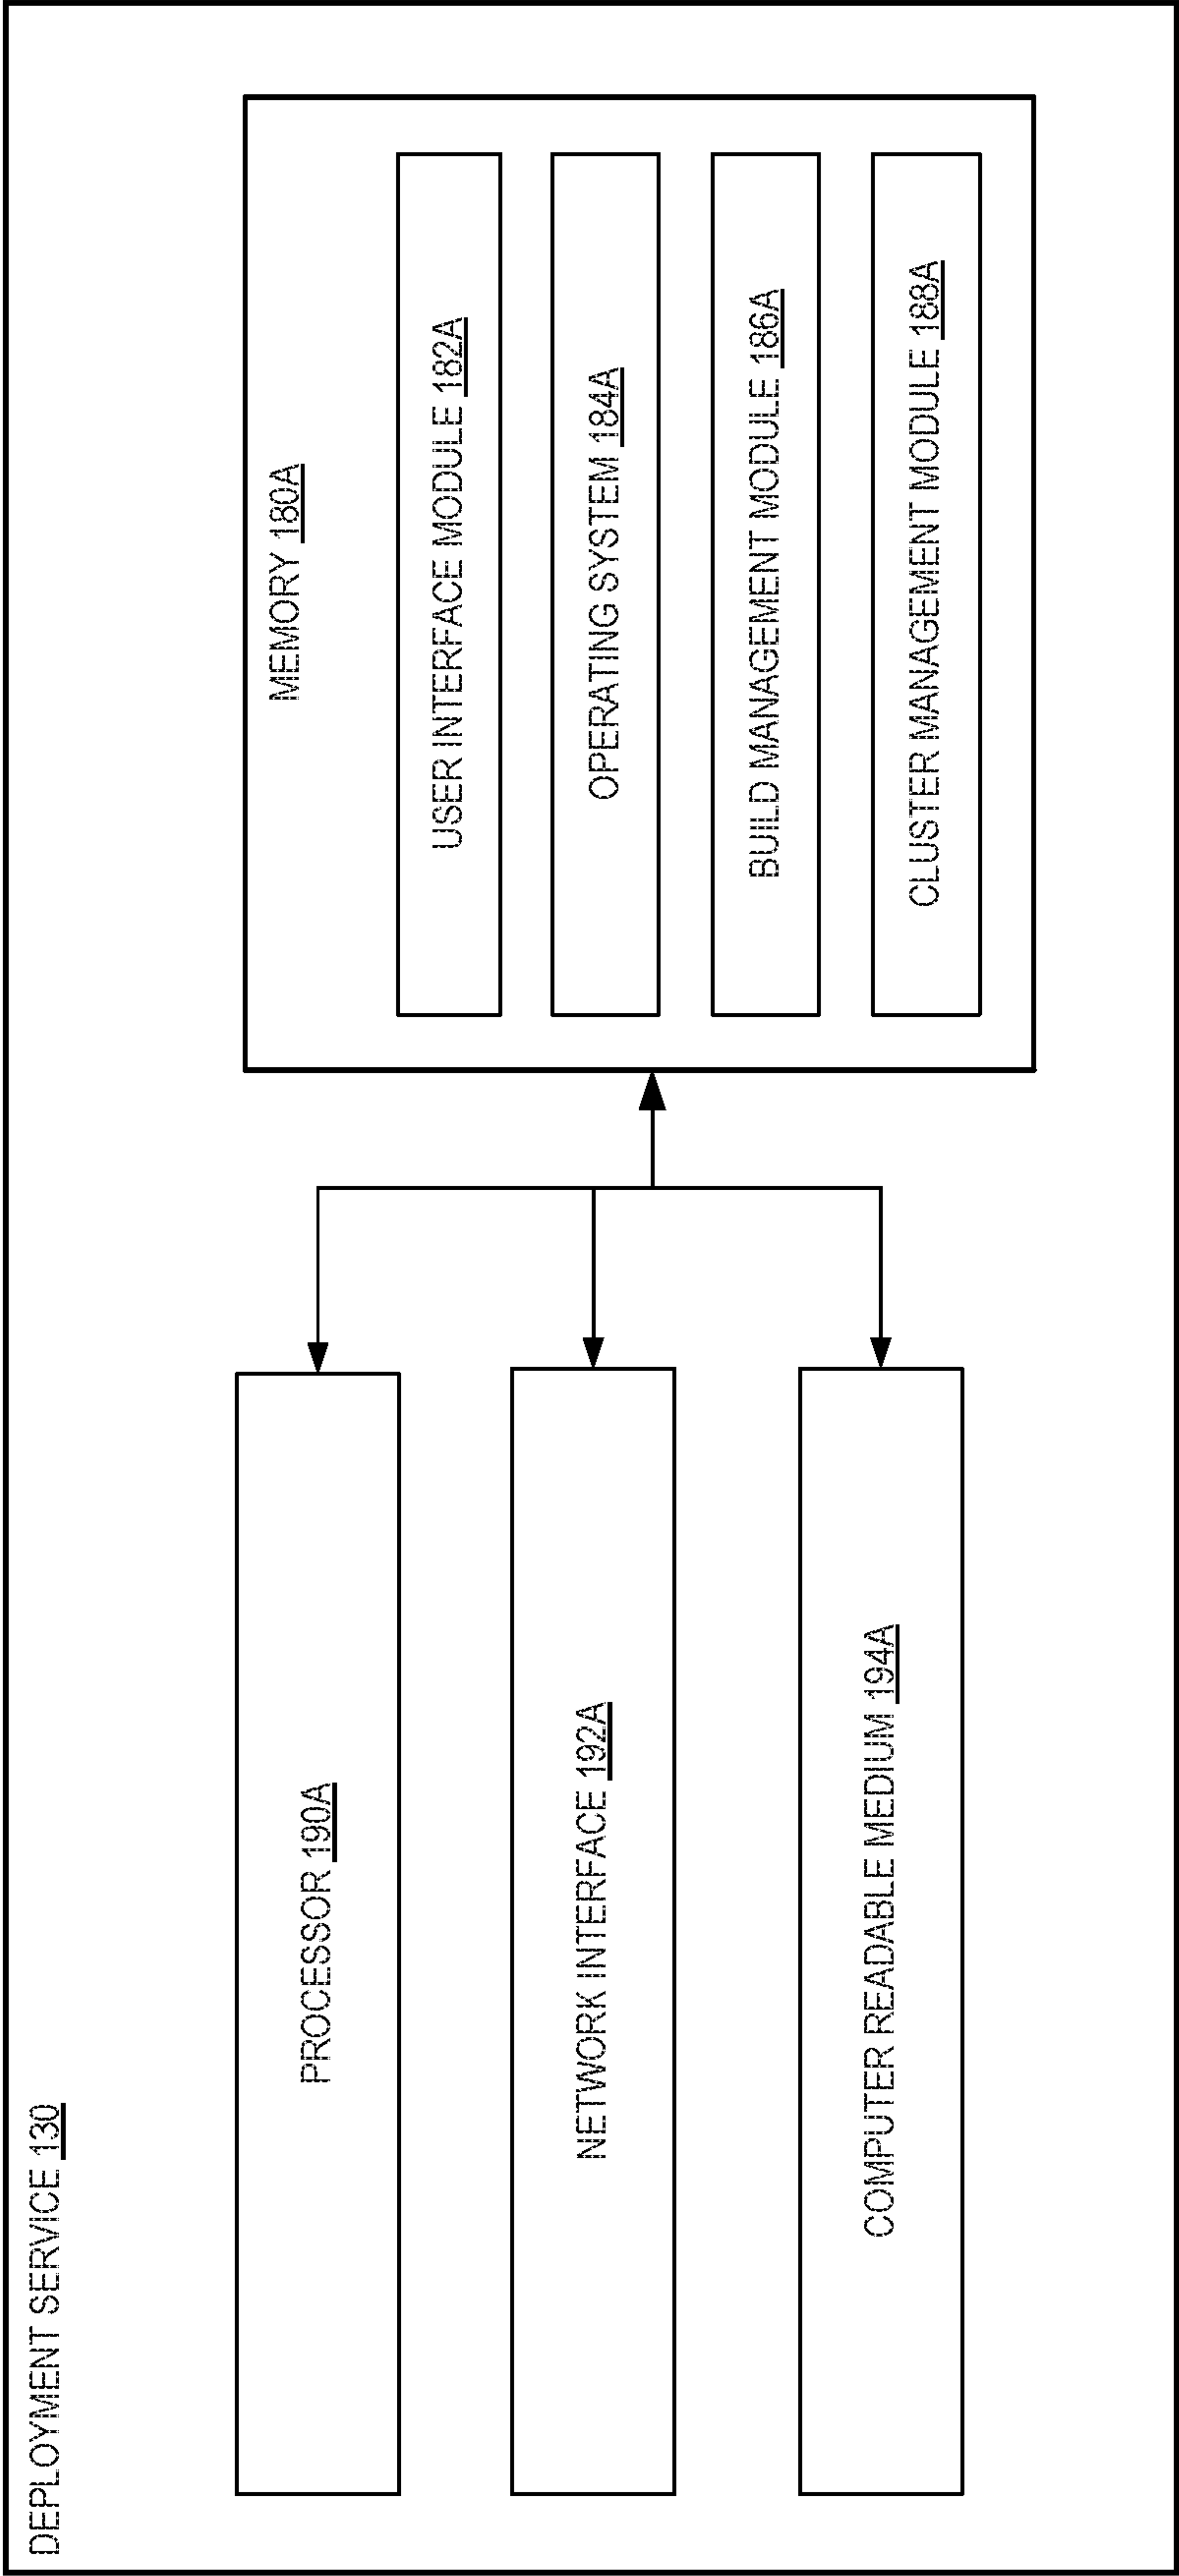 DEPLOYMENT SERVICE 130
PROCESSOR 190A
NETWORK INTERFACE 192A
COMPUTER READABLE MEDIUM 194A
MEMORY 180A
USER INTERFACE MODULE 182A
OPERATING SYSTEM 184A
BUILD MANAGEMENT MODULE 186A
CLUSTER MANAGEMENT MODULE 188A